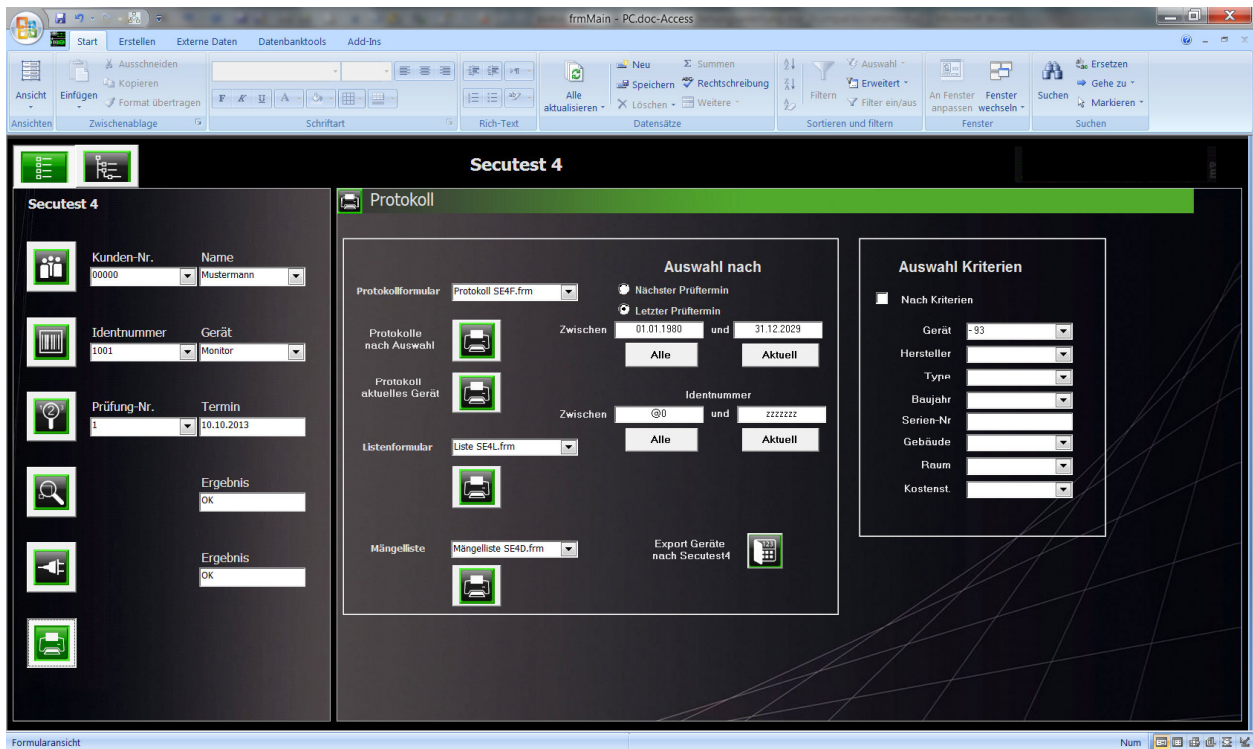 frmMain - PC.doc-Access
Start Erstellen Externe Daten Datenbanktools Add-Ins
Ansicht
Ansichten
Einfügen
Ausschneiden
Kopieren
Format übertragen
Zwischenablage
F K U A
Schriftart
Rich-Text
Alle
aktualisieren
Neu
Speichern
Löschen
Summen
Rechtschreibung
Weitere
Datensätze
Filtern
Auswahl
Erweitert
Filter ein/aus
Sortieren und filtern
An Fenster
anpassen
Fenster
wechseln
Fenster
Suchen
Ersetzen
Gehe zu
Markieren
Suchen
Secutest 4
Secutest 4
Kunden-Nr. Name
00000 Mustermann
Identnummer Gerät
1001 Monitor
Prüfung-Nr. Termin
1 10.10.2013
Ergebnis
OK
Ergebnis
OK
Protokoll
Auswahl nach
Protokollformular Protokoll SE4F.frm
Nächster Prüftermin
Letzter Prüftermin
Protokolle
nach Auswahl
Zwischen 01.01.1980 und 31.12.2029
Alle Aktuell
Protokoll
aktuelles Gerät
Identnummer
Zwischen @0 und zzzzzzz
Alle Aktuell
Listenformular Liste SE4L.frm
Mängelliste Mängelliste SE4D.frm
Export Geräte
nach Secutest4
123
Auswahl Kriterien
Nach Kriterien
Gerät -93
Hersteller
Type
Baujahr
Serien-Nr
Gebäude
Raum
Kostenst.
Formularansicht
Num